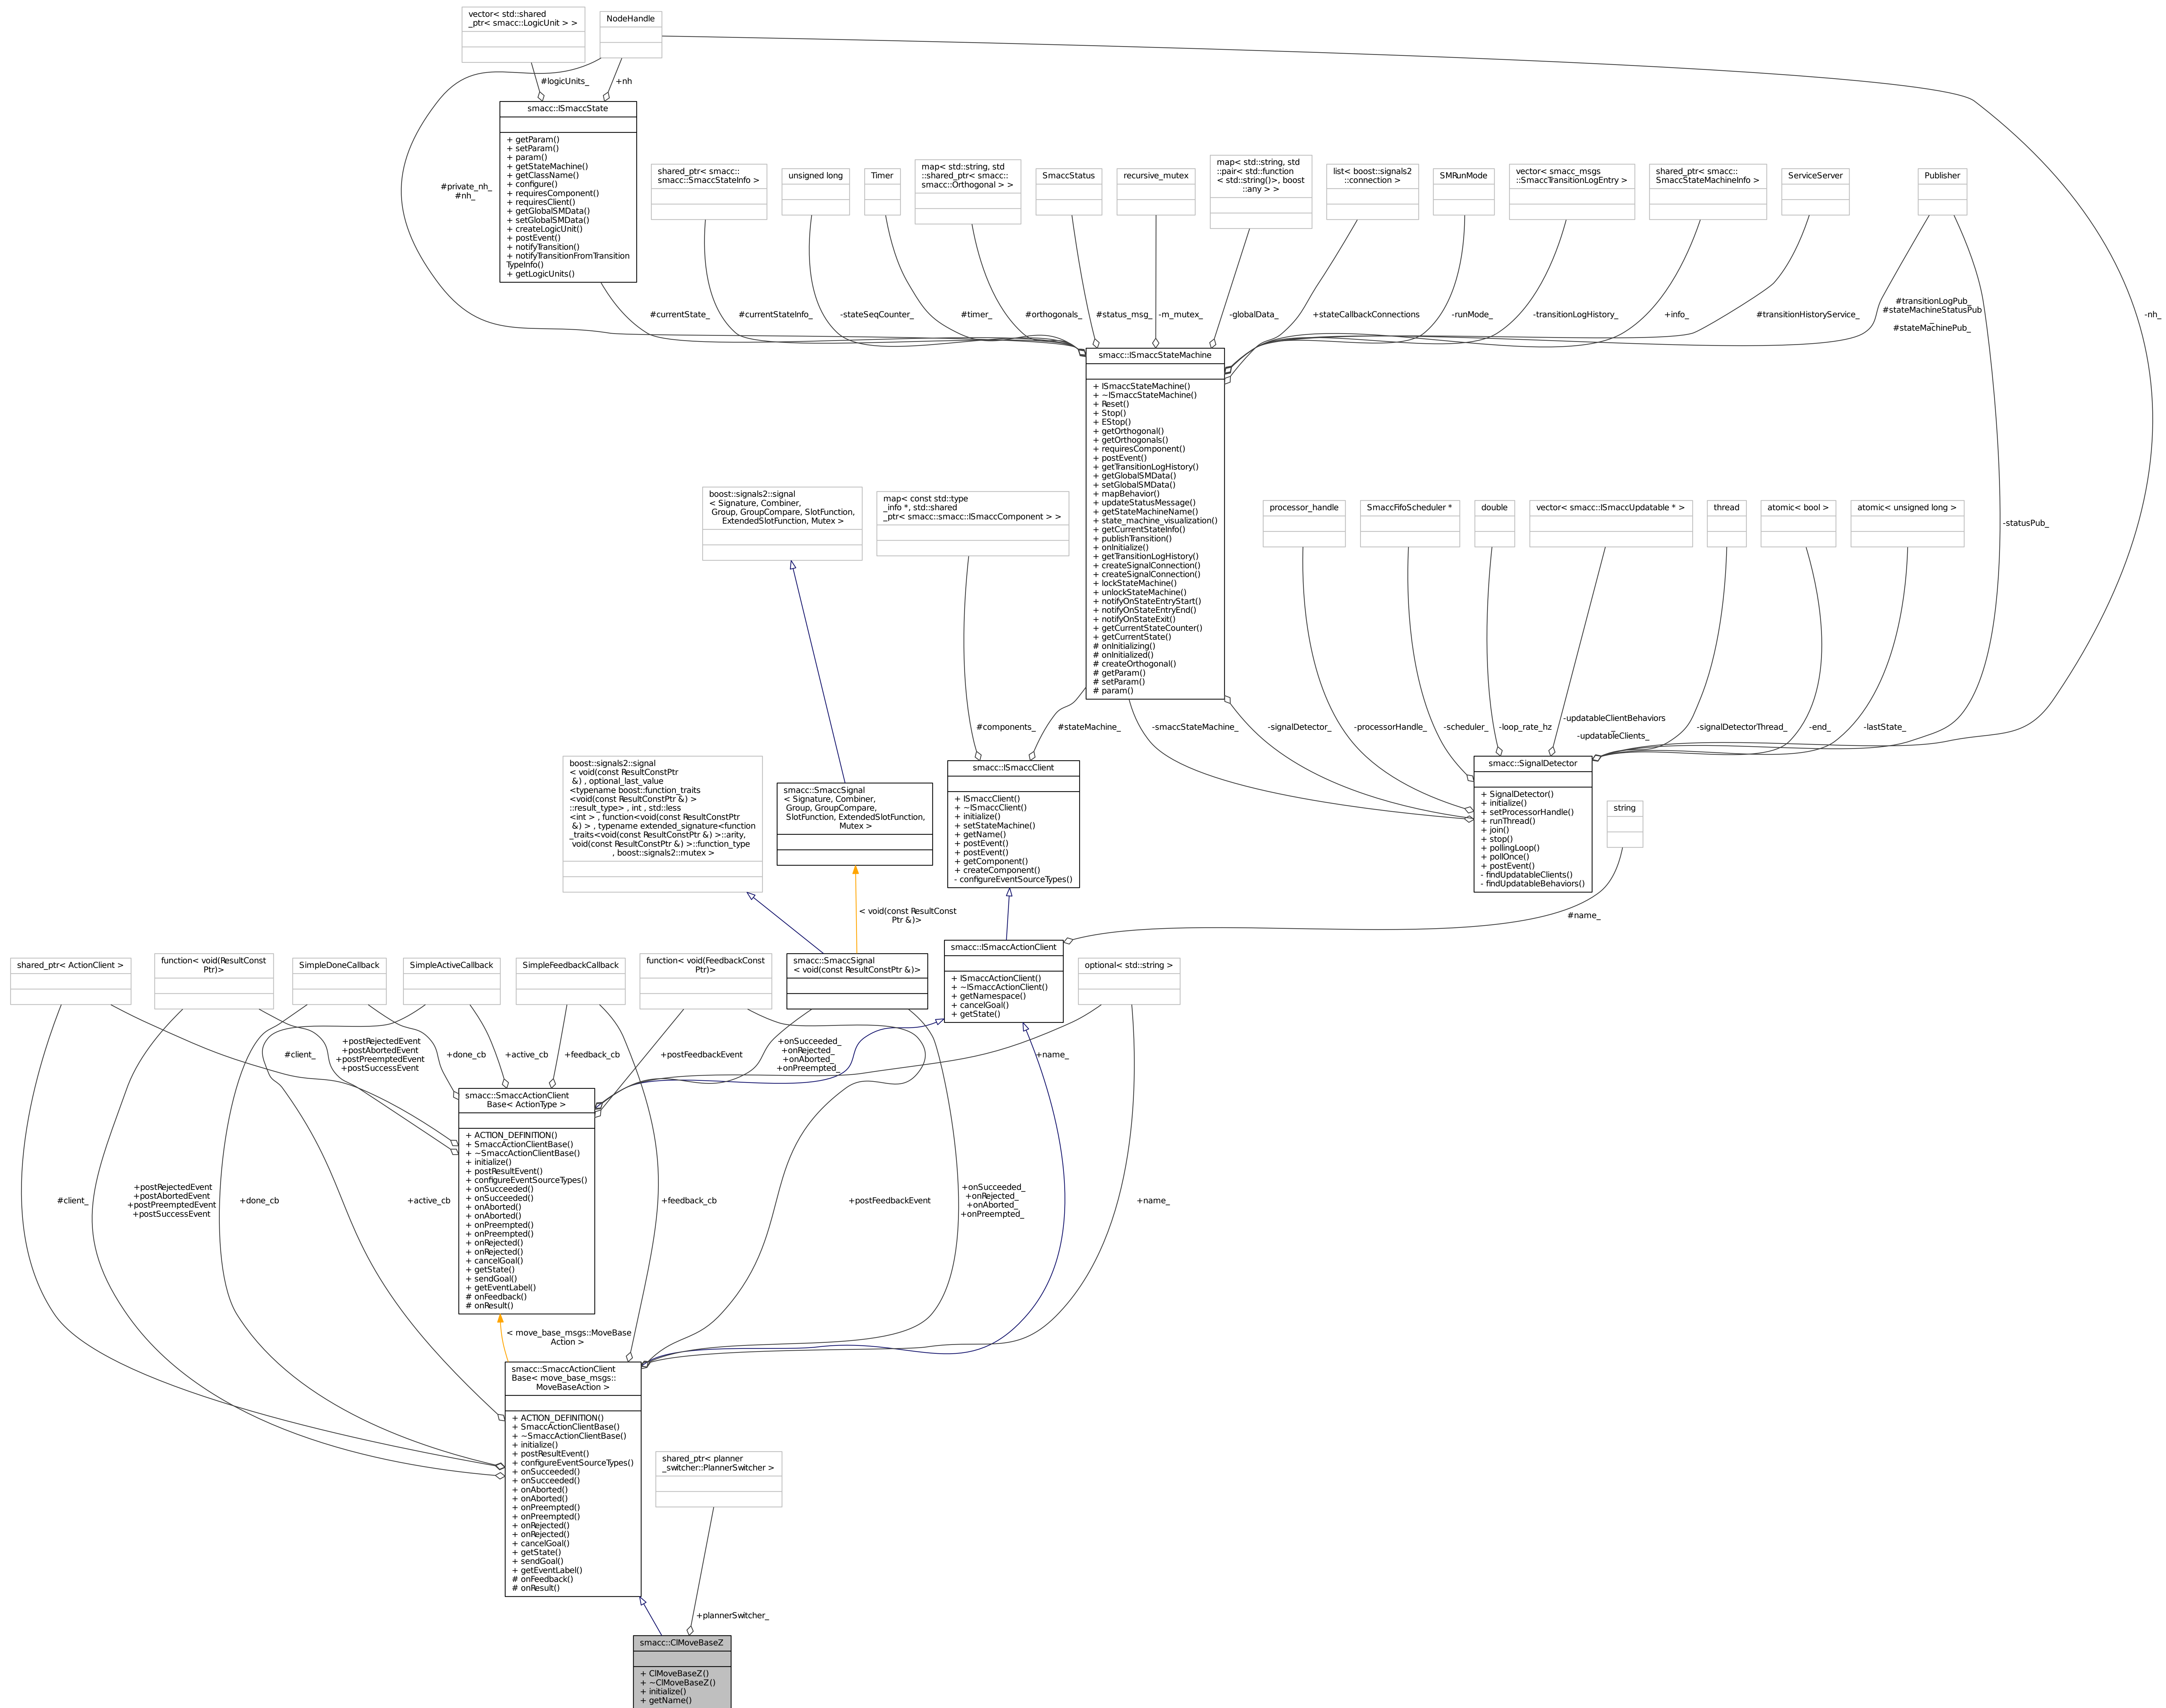 vector< std::shared
_ptr< smacc::LogicUnit > >
NodeHandle
#logicUnits_
+nh
smacc::ISmaccState
+ getParam()
+ setParam()
+ param()
+ getStateMachine()
+ getClassName()
+ configure()
+ requiresComponent()
+ requiresClient()
+ getGlobalSMData()
+ setGlobalSMData()
+ createLogicUnit()
+ postEvent()
+ notifyTransition()
+ notifyTransitionFromTransition
TypeInfo()
+ getLogicUnits()
#private_nh_
#nh_
shared_ptr< smacc::
smacc::SmaccStateInfo >
unsigned long
Timer
map< std::string, std
::shared_ptr< smacc::
smacc::Orthogonal > >
SmaccStatus
recursive_mutex
map< std::string, std
::pair< std::function
< std::string()>, boost
::any > >
list< boost::signals2
::connection >
SMRunMode
vector< smacc_msgs
::SmaccTransitionLogEntry >
shared_ptr< smacc::
SmaccStateMachineInfo >
ServiceServer
Publisher
#currentState_
#currentStateInfo_
-stateSeqCounter_
#timer_
#orthogonals_
#status_msg_
-m_mutex_
-globalData_
+stateCallbackConnections
-runMode_
-transitionLogHistory_
+info_
#transitionHistoryService_
#transitionLogPub_
#stateMachineStatusPub
_
#stateMachinePub_
-nh_
smacc::ISmaccStateMachine
+ ISmaccStateMachine()
+ ~ISmaccStateMachine()
+ Reset()
+ Stop()
+ EStop()
+ getOrthogonal()
+ getOrthogonals()
+ requiresComponent()
+ postEvent()
+ getTransitionLogHistory()
+ getGlobalSMData()
+ setGlobalSMData()
+ mapBehavior()
+ updateStatusMessage()
+ getStateMachineName()
+ state_machine_visualization()
+ getCurrentStateInfo()
+ publishTransition()
+ onInitialize()
+ getTransitionLogHistory()
+ createSignalConnection()
+ createSignalConnection()
+ lockStateMachine()
+ unlockStateMachine()
+ notifyOnStateEntryStart()
+ notifyOnStateEntryEnd()
+ notifyOnStateExit()
+ getCurrentStateCounter()
+ getCurrentState()
# onInitializing()
# onInitialized()
# createOrthogonal()
# getParam()
# setParam()
# param()
boost::signals2::signal
< Signature, Combiner,
Group, GroupCompare, SlotFunction,
ExtendedSlotFunction, Mutex >
map< const std::type
_info *, std::shared
_ptr< smacc::smacc::ISmaccComponent > >
processor_handle
SmaccFifoScheduler *
double
vector< smacc::ISmaccUpdatable * >
thread
atomic< bool >
atomic< unsigned long >
-statusPub_
#components_
#stateMachine_
-smaccStateMachine_
-signalDetector_
-processorHandle_
-scheduler_
-loop_rate_hz
-updatableClientBehaviors
_
-updatableClients_
-signalDetectorThread_
-end_
-lastState_
boost::signals2::signal
< void(const ResultConstPtr
&) , optional_last_value
<typename boost::function_traits
<void(const ResultConstPtr &) >
::result_type> , int , std::less
<int > , function<void(const ResultConstPtr
&) > , typename extended_signature<function
_traits<void(const ResultConstPtr &) >::arity,
void(const ResultConstPtr &) >::function_type
, boost::signals2::mutex >
smacc::SmaccSignal
< Signature, Combiner,
Group, GroupCompare,
SlotFunction, ExtendedSlotFunction,
Mutex >
smacc::ISmaccClient
+ ISmaccClient()
+ ~ISmaccClient()
+ initialize()
+ setStateMachine()
+ getName()
+ postEvent()
+ postEvent()
+ getComponent()
+ createComponent()
- configureEventSourceTypes()
smacc::SignalDetector
+ SignalDetector()
+ initialize()
+ setProcessorHandle()
+ runThread()
+ join()
+ stop()
+ pollingLoop()
+ pollOnce()
+ postEvent()
- findUpdatableClients()
- findUpdatableBehaviors()
string
< void(const ResultConst
Ptr &)>
#name_
shared_ptr< ActionClient >
function< void(ResultConst
Ptr)>
SimpleDoneCallback
SimpleActiveCallback
SimpleFeedbackCallback
function< void(FeedbackConst
Ptr)>
smacc::SmaccSignal
< void(const ResultConstPtr &)>
smacc::ISmaccActionClient
+ ISmaccActionClient()
+ ~ISmaccActionClient()
+ getNamespace()
+ cancelGoal()
+ getState()
optional< std::string >
#client_
+postRejectedEvent
+postAbortedEvent
+postPreemptedEvent
+postSuccessEvent
+done_cb
+active_cb
+feedback_cb
+postFeedbackEvent
+onSucceeded_
+onRejected_
+onAborted_
+onPreempted_
+name_
smacc::SmaccActionClient
Base< ActionType >
+ ACTION_DEFINITION()
+ SmaccActionClientBase()
+ ~SmaccActionClientBase()
+ initialize()
+ postResultEvent()
+ configureEventSourceTypes()
+ onSucceeded()
+ onSucceeded()
+ onAborted()
+ onAborted()
+ onPreempted()
+ onPreempted()
+ onRejected()
+ onRejected()
+ cancelGoal()
+ getState()
+ sendGoal()
+ getEventLabel()
# onFeedback()
# onResult()
#client_
+postRejectedEvent
+postAbortedEvent
+postPreemptedEvent
+postSuccessEvent
+done_cb
+active_cb
+feedback_cb
+postFeedbackEvent
+onSucceeded_
+onRejected_
+onAborted_
+onPreempted_
+name_
< move_base_msgs::MoveBase
Action >
smacc::SmaccActionClient
Base< move_base_msgs::
MoveBaseAction >
+ ACTION_DEFINITION()
+ SmaccActionClientBase()
+ ~SmaccActionClientBase()
+ initialize()
+ postResultEvent()
+ configureEventSourceTypes()
+ onSucceeded()
+ onSucceeded()
+ onAborted()
+ onAborted()
+ onPreempted()
+ onPreempted()
+ onRejected()
+ onRejected()
+ cancelGoal()
+ getState()
+ sendGoal()
+ getEventLabel()
# onFeedback()
# onResult()
shared_ptr< planner
_switcher::PlannerSwitcher >
+plannerSwitcher_
smacc::ClMoveBaseZ
+ ClMoveBaseZ()
+ ~ClMoveBaseZ()
+ initialize()
+ getName()